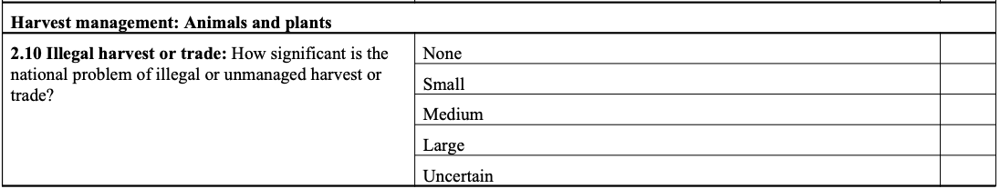 Harvest management: Animals and plants
2.10 Illegal harvest or trade: How significant is the
national problem of illegal or unmanaged harvest or
trade?
None
Small
Medium
Large
Uncertain